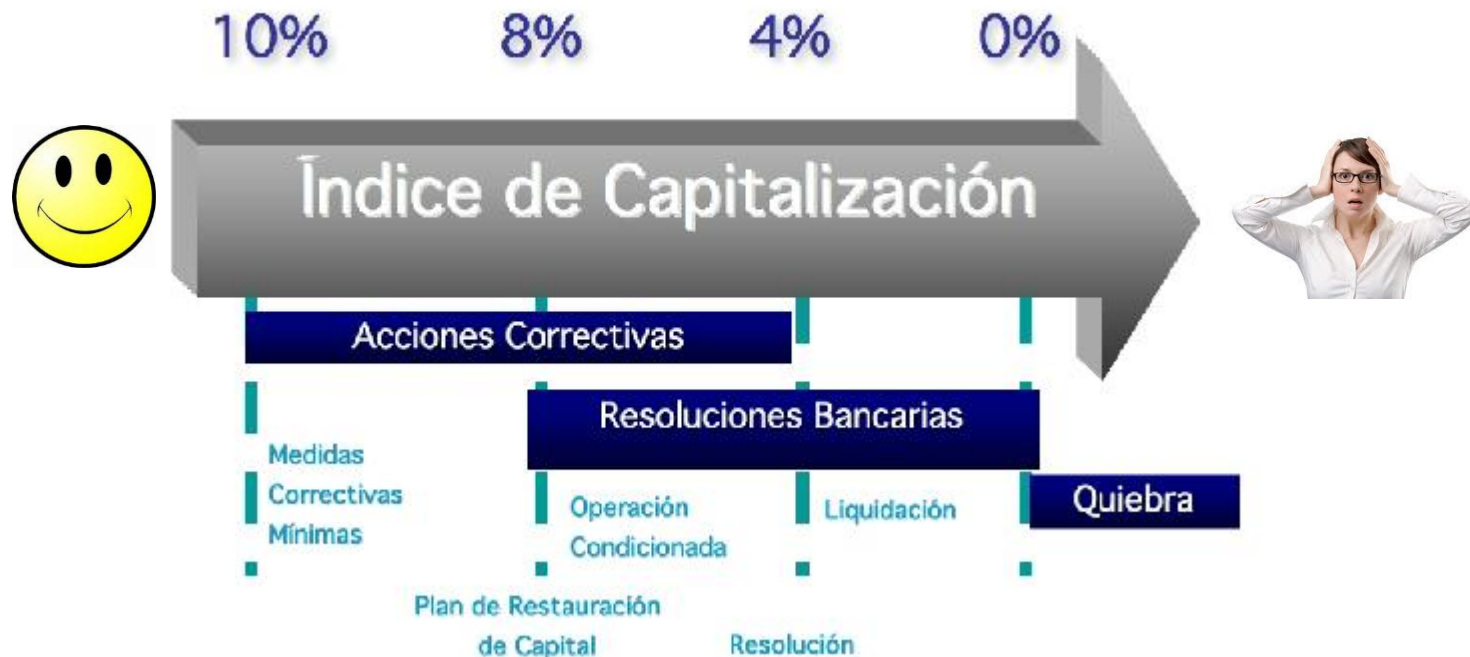 10% 8% 4% 0%
Índice de Capitalización
Acciones Correctivas
Resoluciones Bancarias
Medidas
Correctivas
Mínimas
Operación
Condicionada
Liquidación
Quiebra
Plan de Restauración
de Capital
Resolución